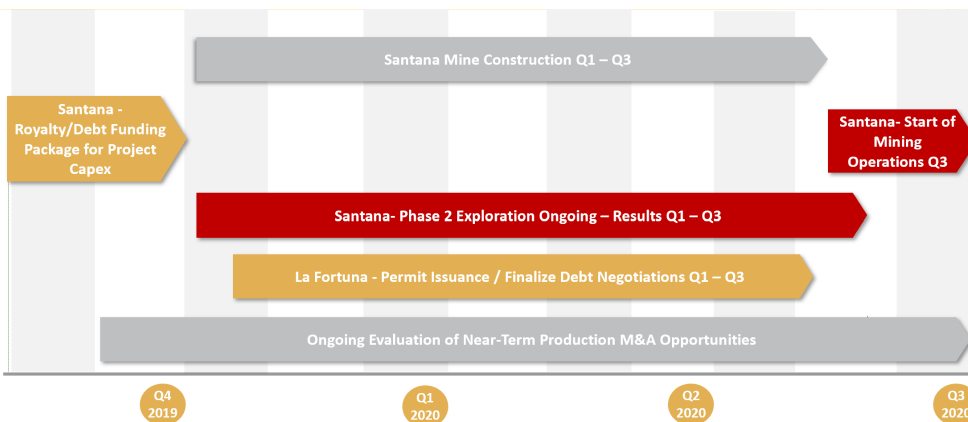 Santana Mine Construction Q1 – Q3
Santana -
Royalty/Debt Funding
Package for Project
Capex
Santana- Start of
Mining
Operations Q3
Santana- Phase 2 Exploration Ongoing – Results Q1 – Q3
La Fortuna - Permit Issuance / Finalize Debt Negotiations Q1 – Q3
Ongoing Evaluation of Near-Term Production M&A Opportunities
Q4
2019
Q1
2020
Q2
2020
Q3
2020